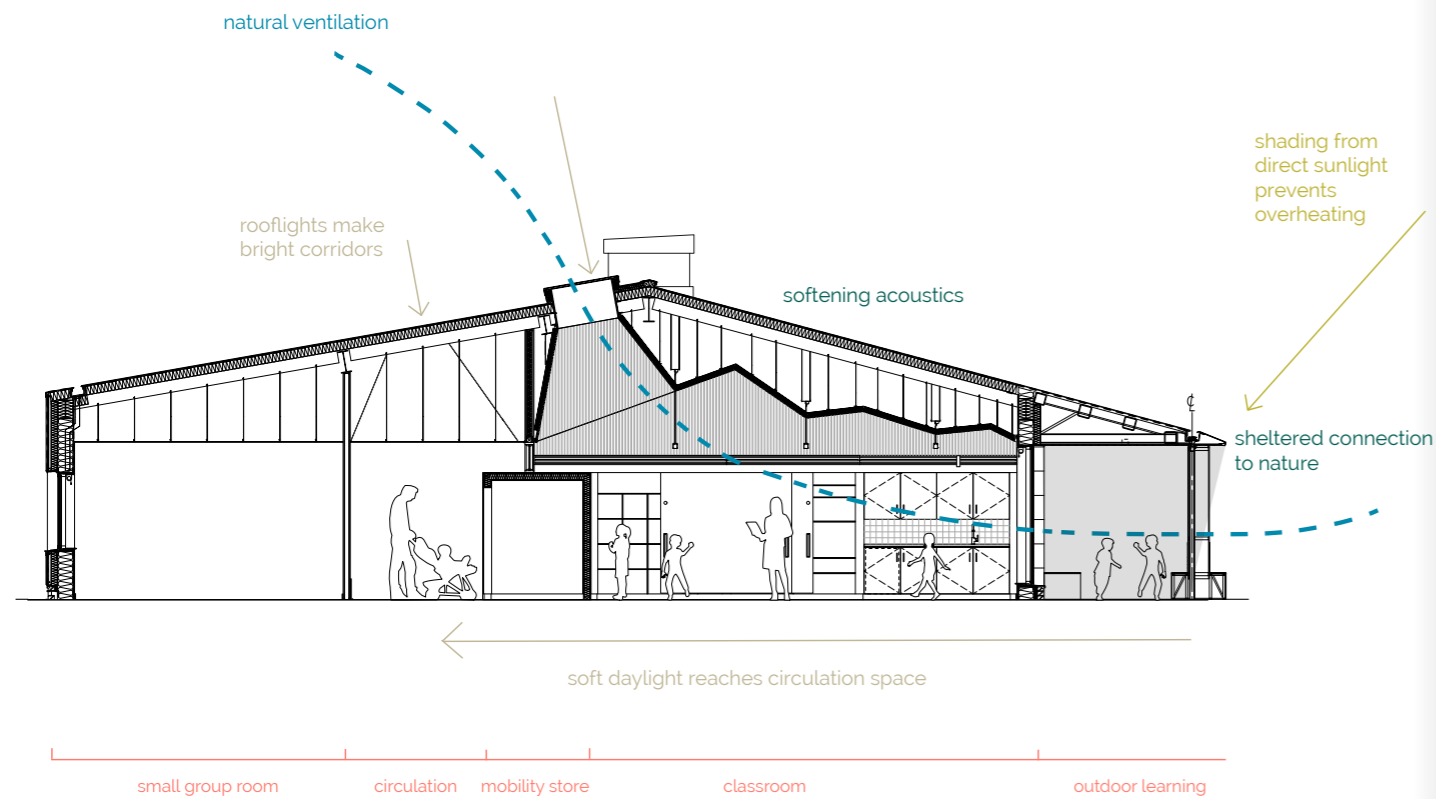 natural ventilation
shading from
direct sunlight
prevents
overheating
rooflights make
bright corridors
softening acoustics
℄
sheltered connection
to nature
soft daylight reaches circulation space
small group room
circulation
mobility store
classroom
outdoor learning